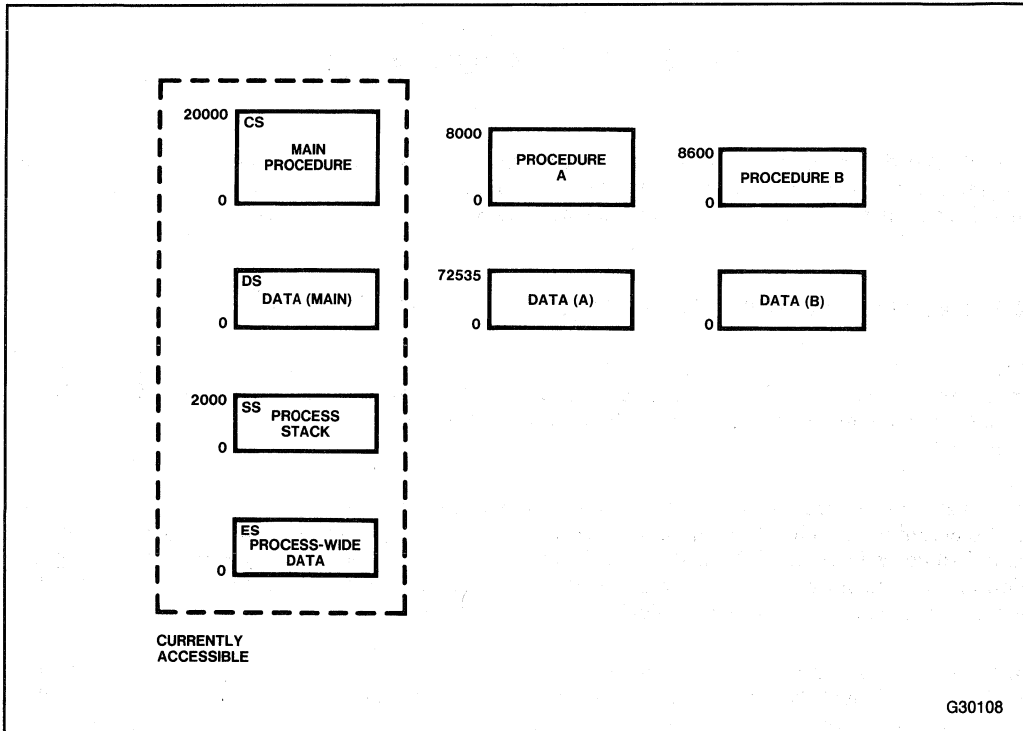 20000
CS
MAIN
PROCEDURE
0
8000
PROCEDURE
A
0
8600
PROCEDURE B
0
DS
DATA (MAIN)
0
72535
DATA (A)
0
DATA (B)
0
2000
SS
PROCESS
STACK
0
ES
PROCESS-WIDE
DATA
0
CURRENTLY
ACCESSIBLE
G30108